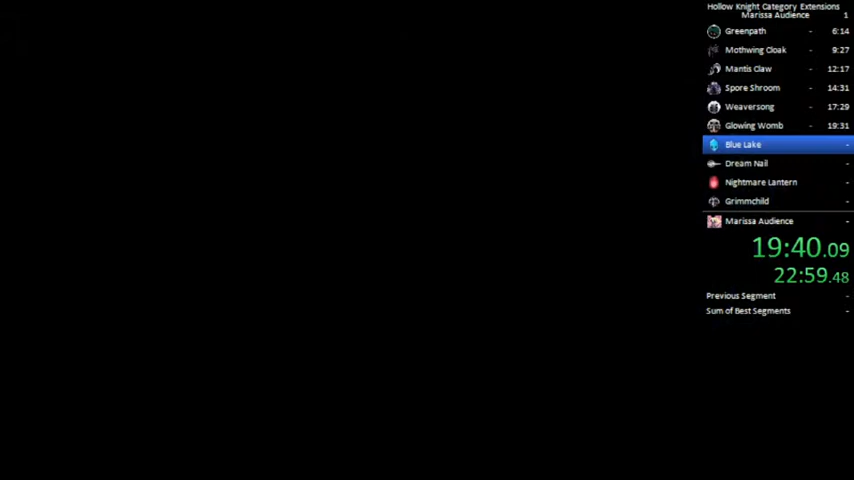 Hollow Knight Category Extensions
Marissa Audience 1
Greenpath - 6:14
Mothwing Cloak - 9:27
Mantis Claw - 12:17
Spore Shroom - 14:31
Weaversong - 17:29
Glowing Womb - 19:31
Blue Lake -
Dream Nail -
Nightmare Lantern -
Grimmchild -
Marissa Audience -
19:40.09
22:59.48
Previous Segment -
Sum of Best Segments -